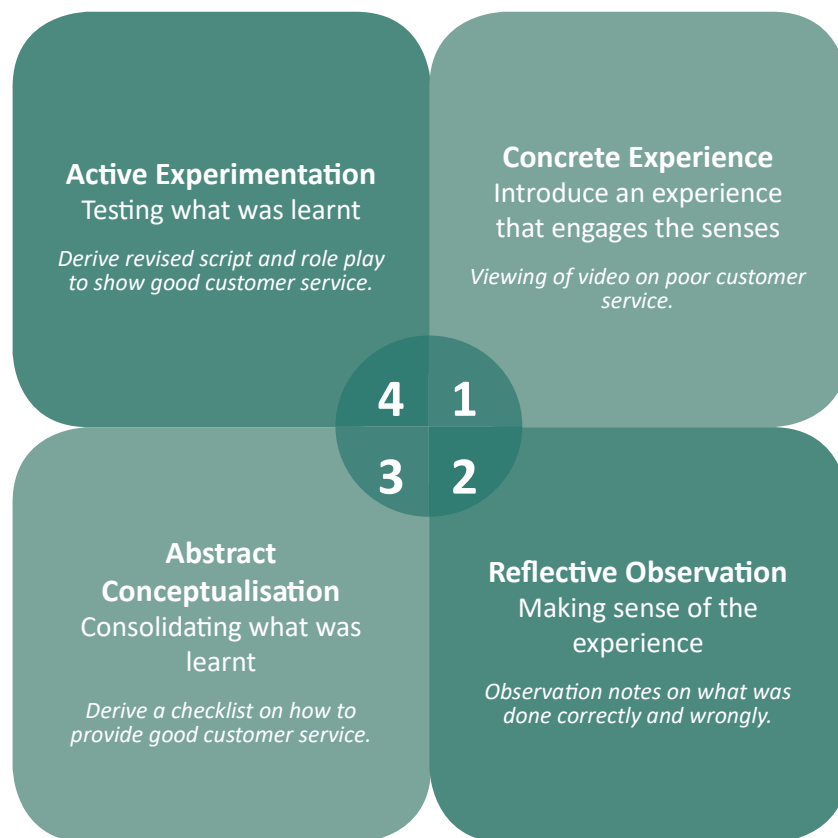 Active Experimentation
Testing what was learnt
Derive revised script and role play
to show good customer service.
Concrete Experience
Introduce an experience
that engages the senses
Viewing of video on poor customer
service.
4
1
3
2
Abstract
Conceptualisation
Consolidating what was
learnt
Derive a checklist on how to
provide good customer service.
Reflective Observation
Making sense of the
experience
Observation notes on what was
done correctly and wrongly.